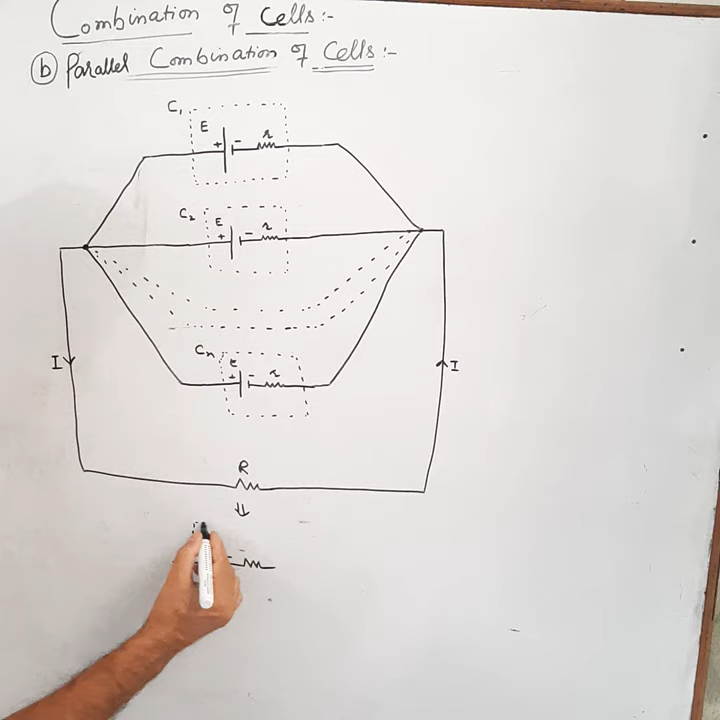 Combination of Cells:-
(b) Parallel Combination of Cells:-
C1
E
+ - r
C2
E
+ - r
Cn
E
+ - r
I
I
R
⇓
-